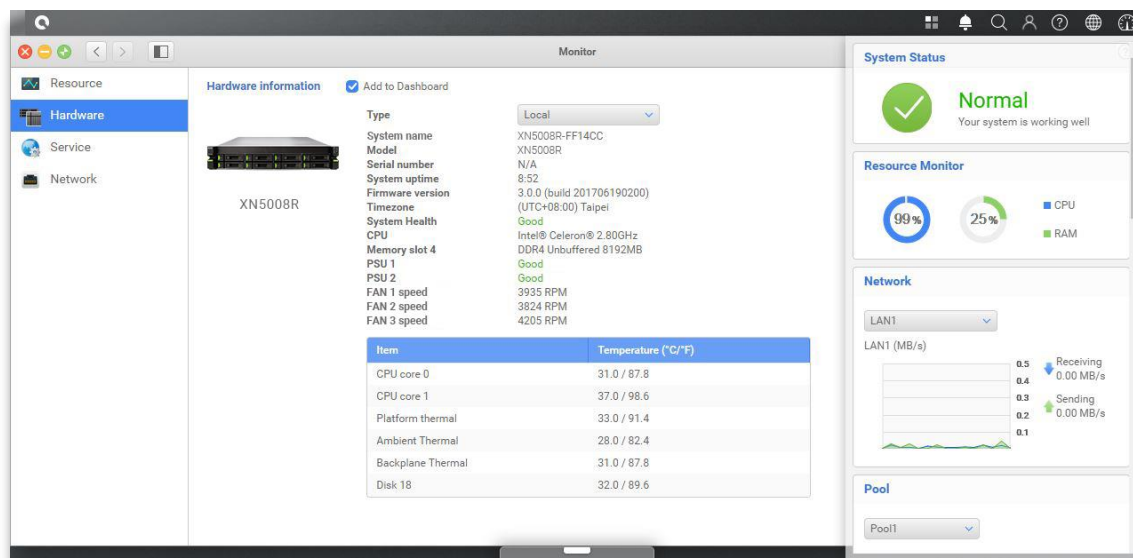 Monitor
Resource
Hardware
Service
Network
Hardware information
Add to Dashboard
XN5008R
Type Local
System name XN5008R-FF14CC
Model XN5008R
Serial number N/A
System uptime 8:52
Firmware version 3.0.0 (build 201706190200)
Timezone (UTC+08:00) Taipei
System Health Good
CPU Intel® Celeron® 2.80GHz
Memory slot 4 DDR4 Unbuffered 8192MB
PSU 1 Good
PSU 2 Good
FAN 1 speed 3935 RPM
FAN 2 speed 3824 RPM
FAN 3 speed 4205 RPM
Item Temperature (°C/°F)
CPU core 0 31.0 / 87.8
CPU core 1 37.0 / 98.6
Platform thermal 33.0 / 91.4
Ambient Thermal 28.0 / 82.4
Backplane Thermal 31.0 / 87.8
Disk 18 32.0 / 89.6
System Status
Normal
Your system is working well
Resource Monitor
99%
25%
CPU
RAM
Network
LAN1
LAN1 (MB/s)
0.5
0.4
0.3
0.2
0.1
Receiving
0.00 MB/s
Sending
0.00 MB/s
Pool
Pool1